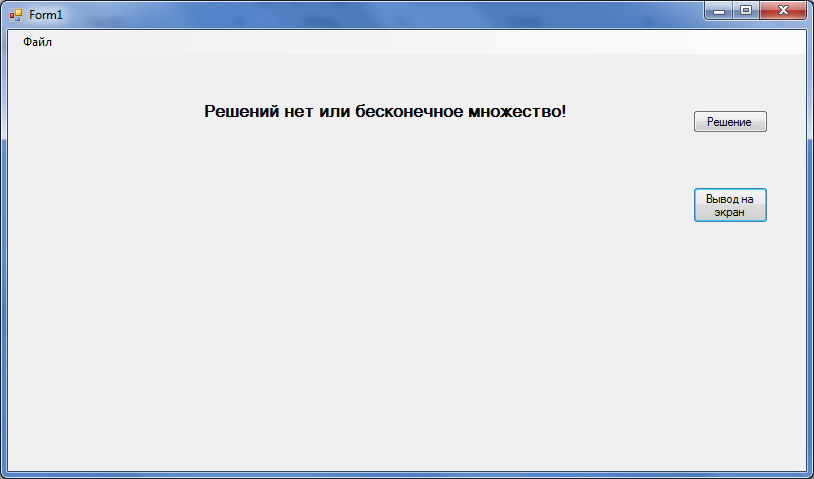 Form1
Файл
Решений нет или бесконечное множество!
Решение
Вывод на
экран